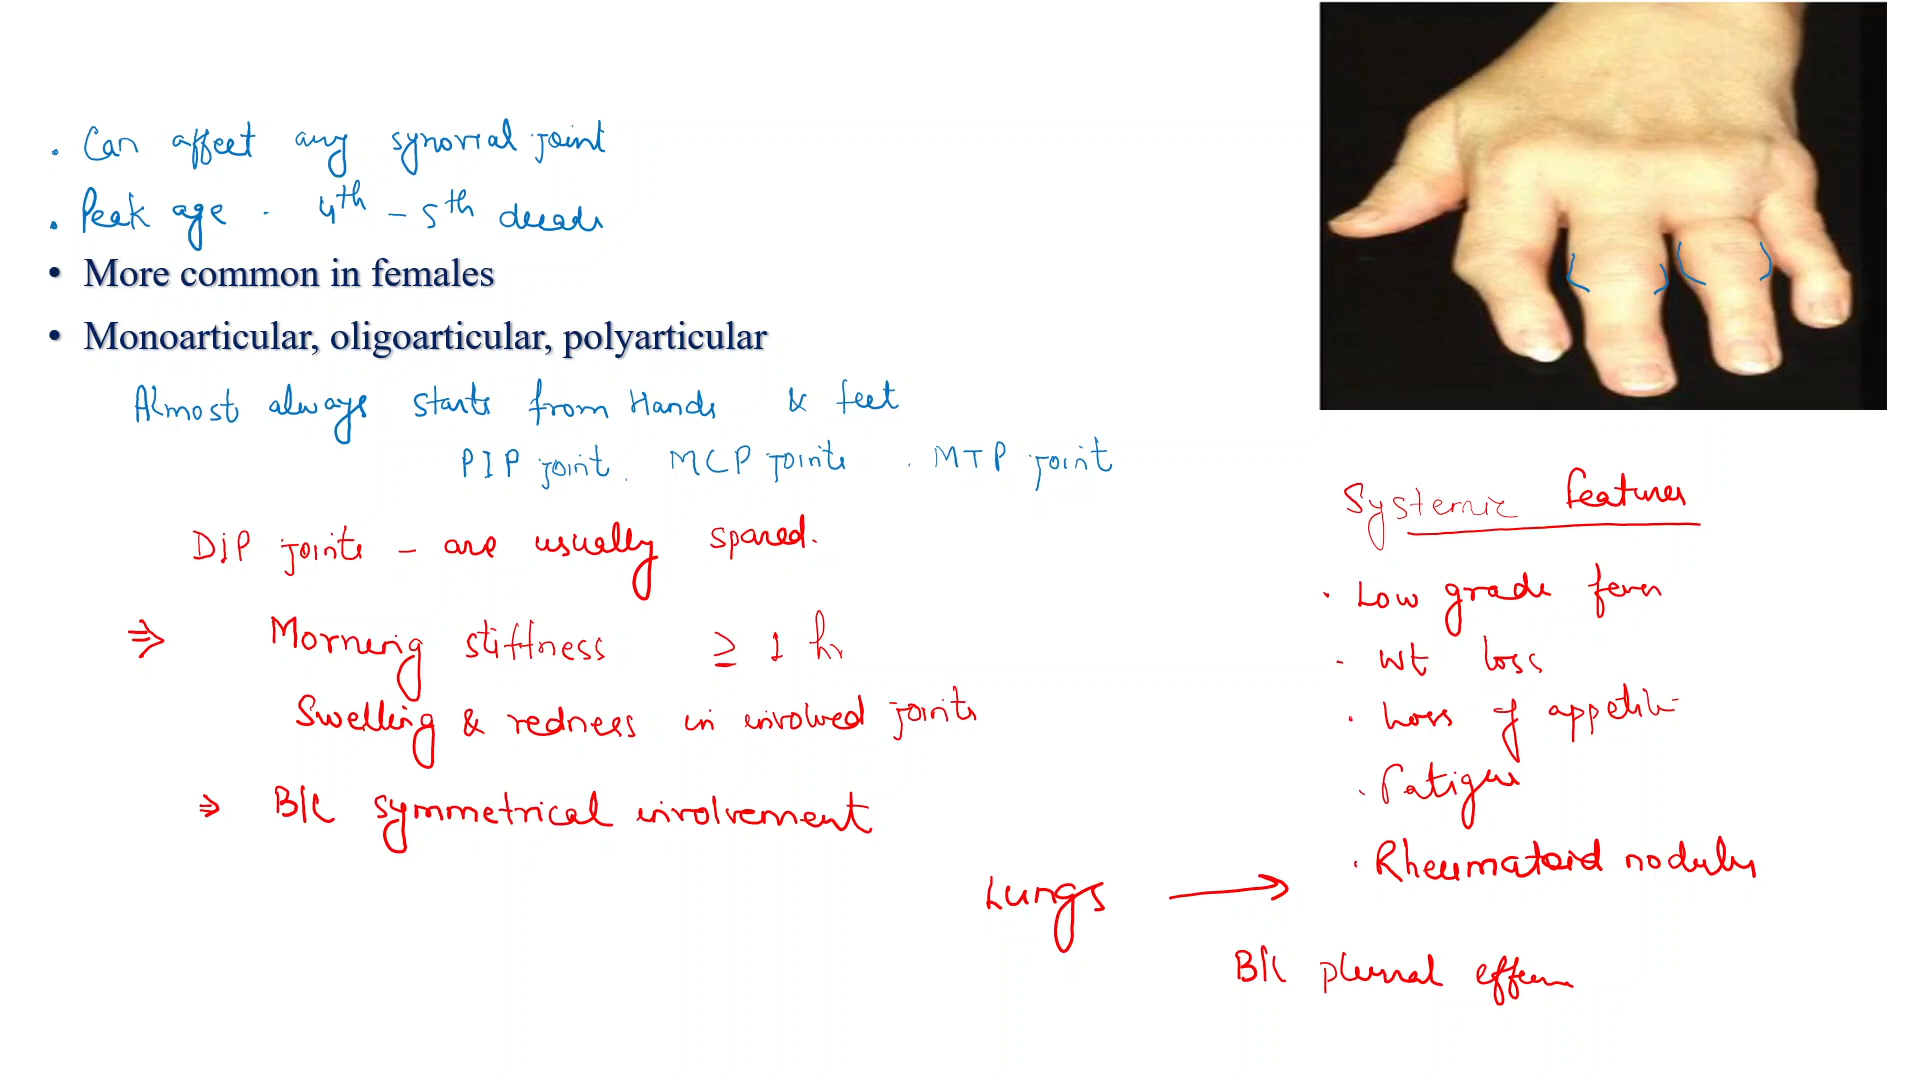 . Can affect any synovial joint
. Peak age - 4th - 5th decade
• More common in females
• Monoarticular, oligoarticular, polyarticular
Almost always starts from Hands & feet
PIP joint. MCP joints . MTP joint
DIP joints - are usually spared.
⇒ Morning stiffness ≥ 1 hr
Swelling & redness in involved joints
⇒ B/L symmetrical involvement
Systemic features
. Low grade fever
- Wt loss
. Loss of appetite
. Fatigue
. Rheumatoid nodules
Lungs →
B/L pleural